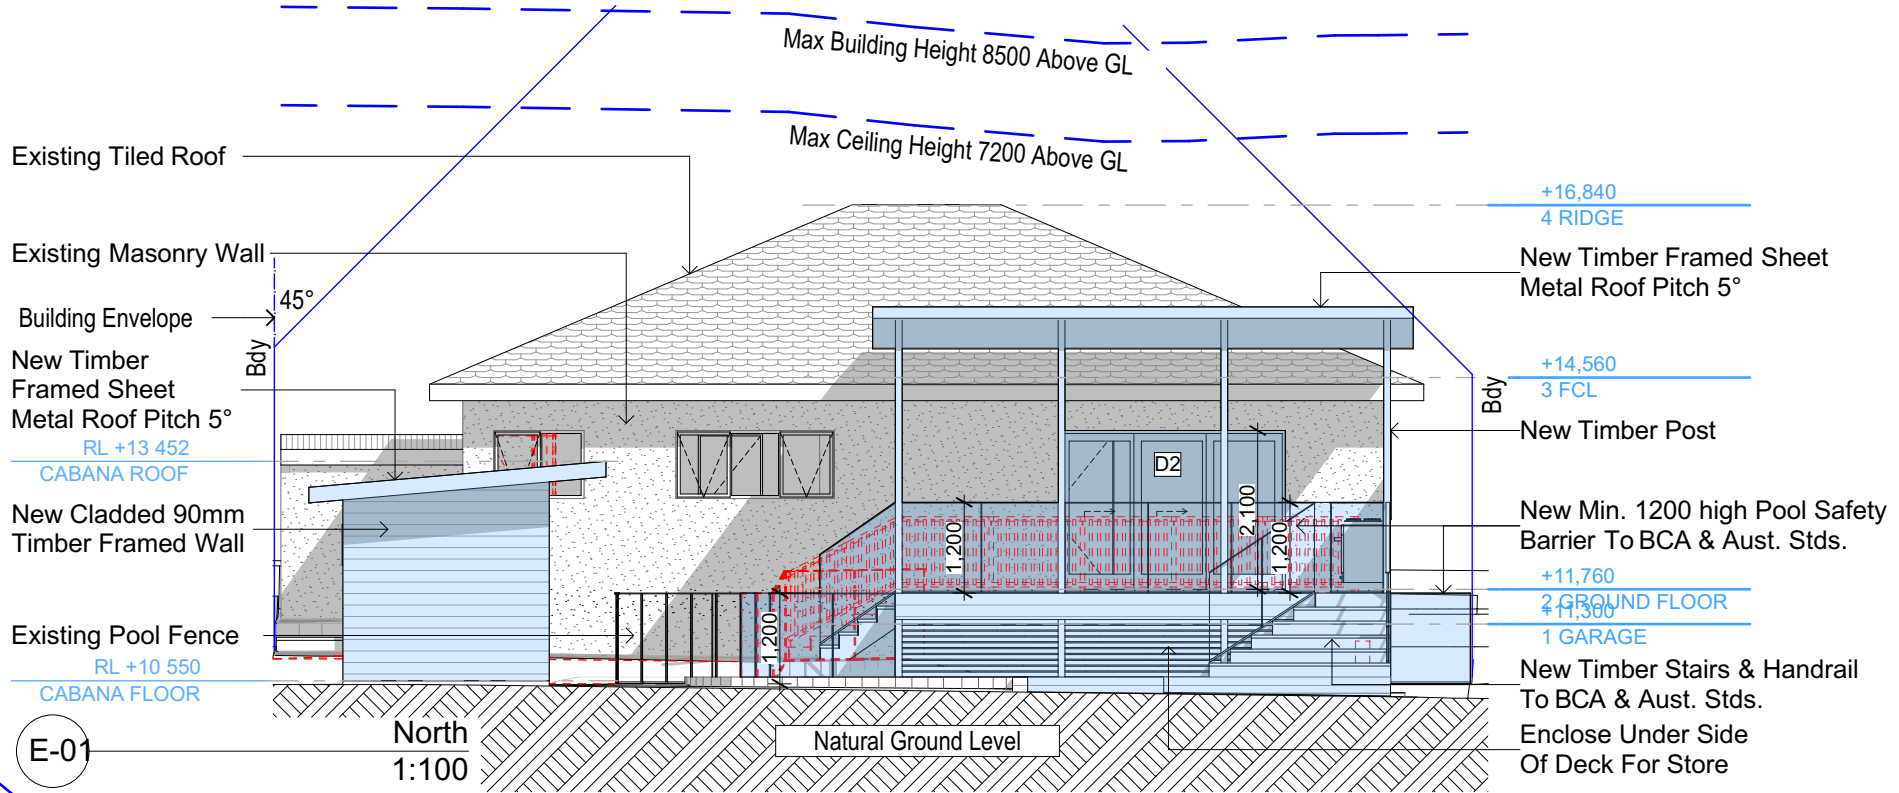 Max Building Height 8500 Above GL
Max Ceiling Height 7200 Above GL
Existing Tiled Roof
Existing Masonry Wall
45°
Building Envelope
Bdy
New Timber
Framed Sheet
Metal Roof Pitch 5°
RL +13 452
CABANA ROOF
New Cladded 90mm
Timber Framed Wall
Existing Pool Fence
RL +10 550
CABANA FLOOR
+16,840
4 RIDGE
New Timber Framed Sheet
Metal Roof Pitch 5°
+14,560
3 FCL
Bdy
New Timber Post
D2
2,100
1,200
1,200
1,200
New Min. 1200 high Pool Safety
Barrier To BCA & Aust. Stds.
+11,760
2 GROUND FLOOR
+11,300
1 GARAGE
New Timber Stairs & Handrail
To BCA & Aust. Stds.
Enclose Under Side
Of Deck For Store
Natural Ground Level
E-01
North
1:100